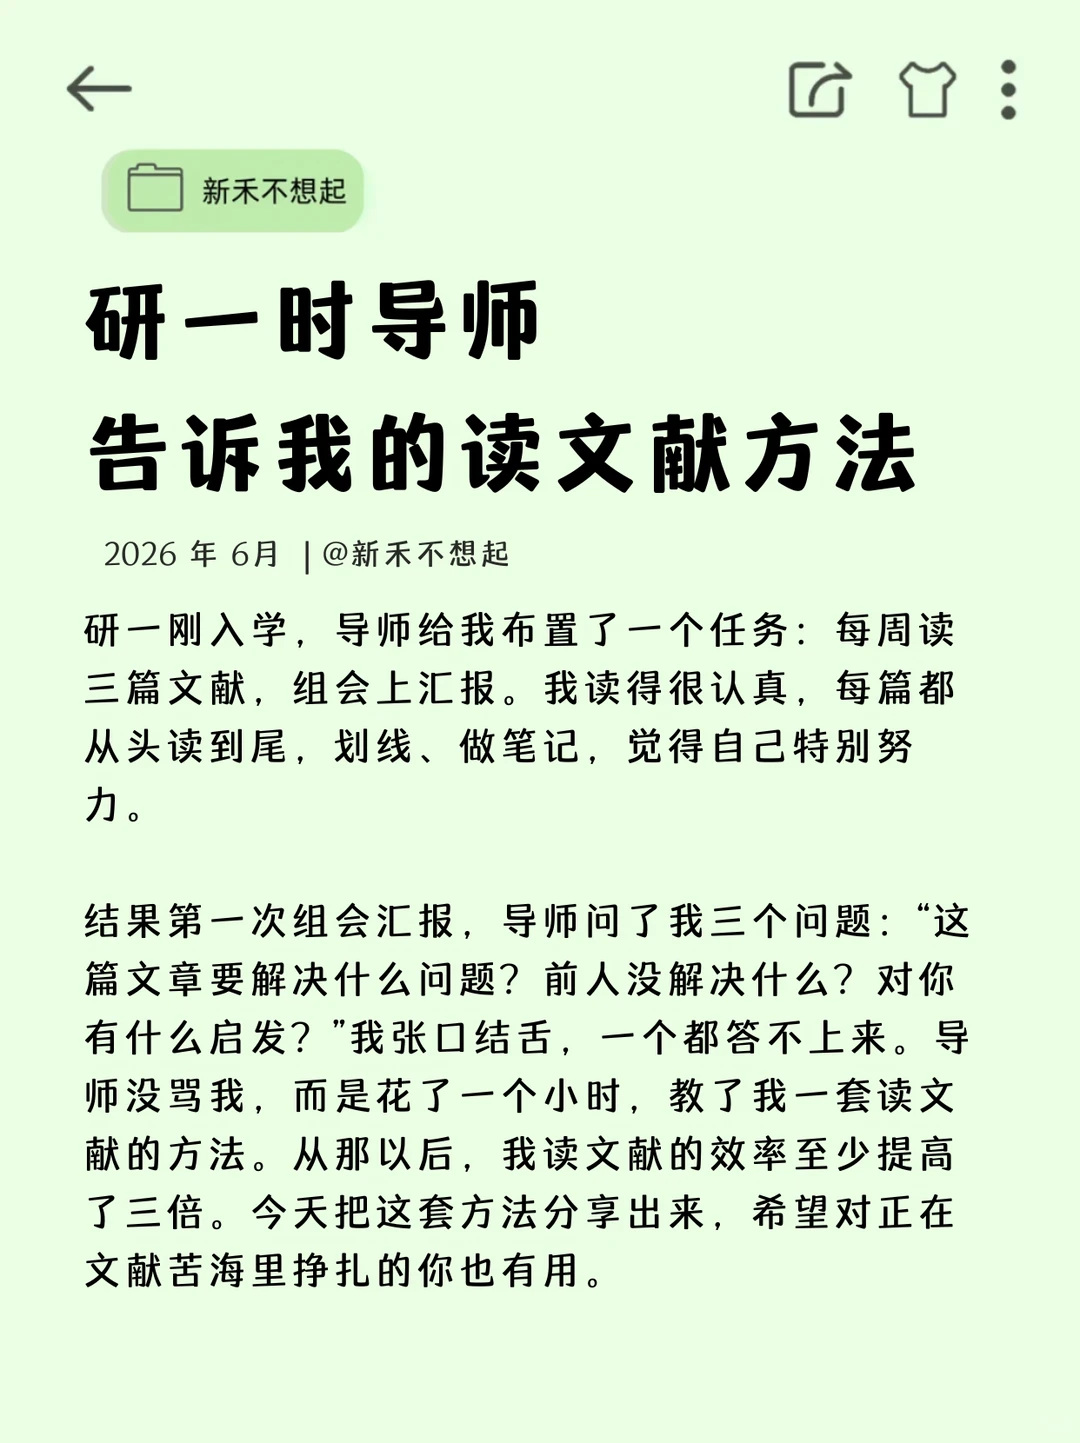 新禾不想起
研一时导师
告诉我的读文献方法
2026 年 6月 | @新禾不想起
研一刚入学，导师给我布置了一个任务：每周读
三篇文献，组会上汇报。我读得很认真，每篇都
从头读到尾，划线、做笔记，觉得自己特别努
力。
结果第一次组会汇报，导师问了我三个问题：“这
篇文章要解决什么问题？前人没解决什么？对你
有什么启发？”我张口结舌，一个都答不上来。导
师没骂我，而是花了一个小时，教了我一套读文
献的方法。从那以后，我读文献的效率至少提高
了三倍。今天把这套方法分享出来，希望对正在
文献苦海里挣扎的你也有用。